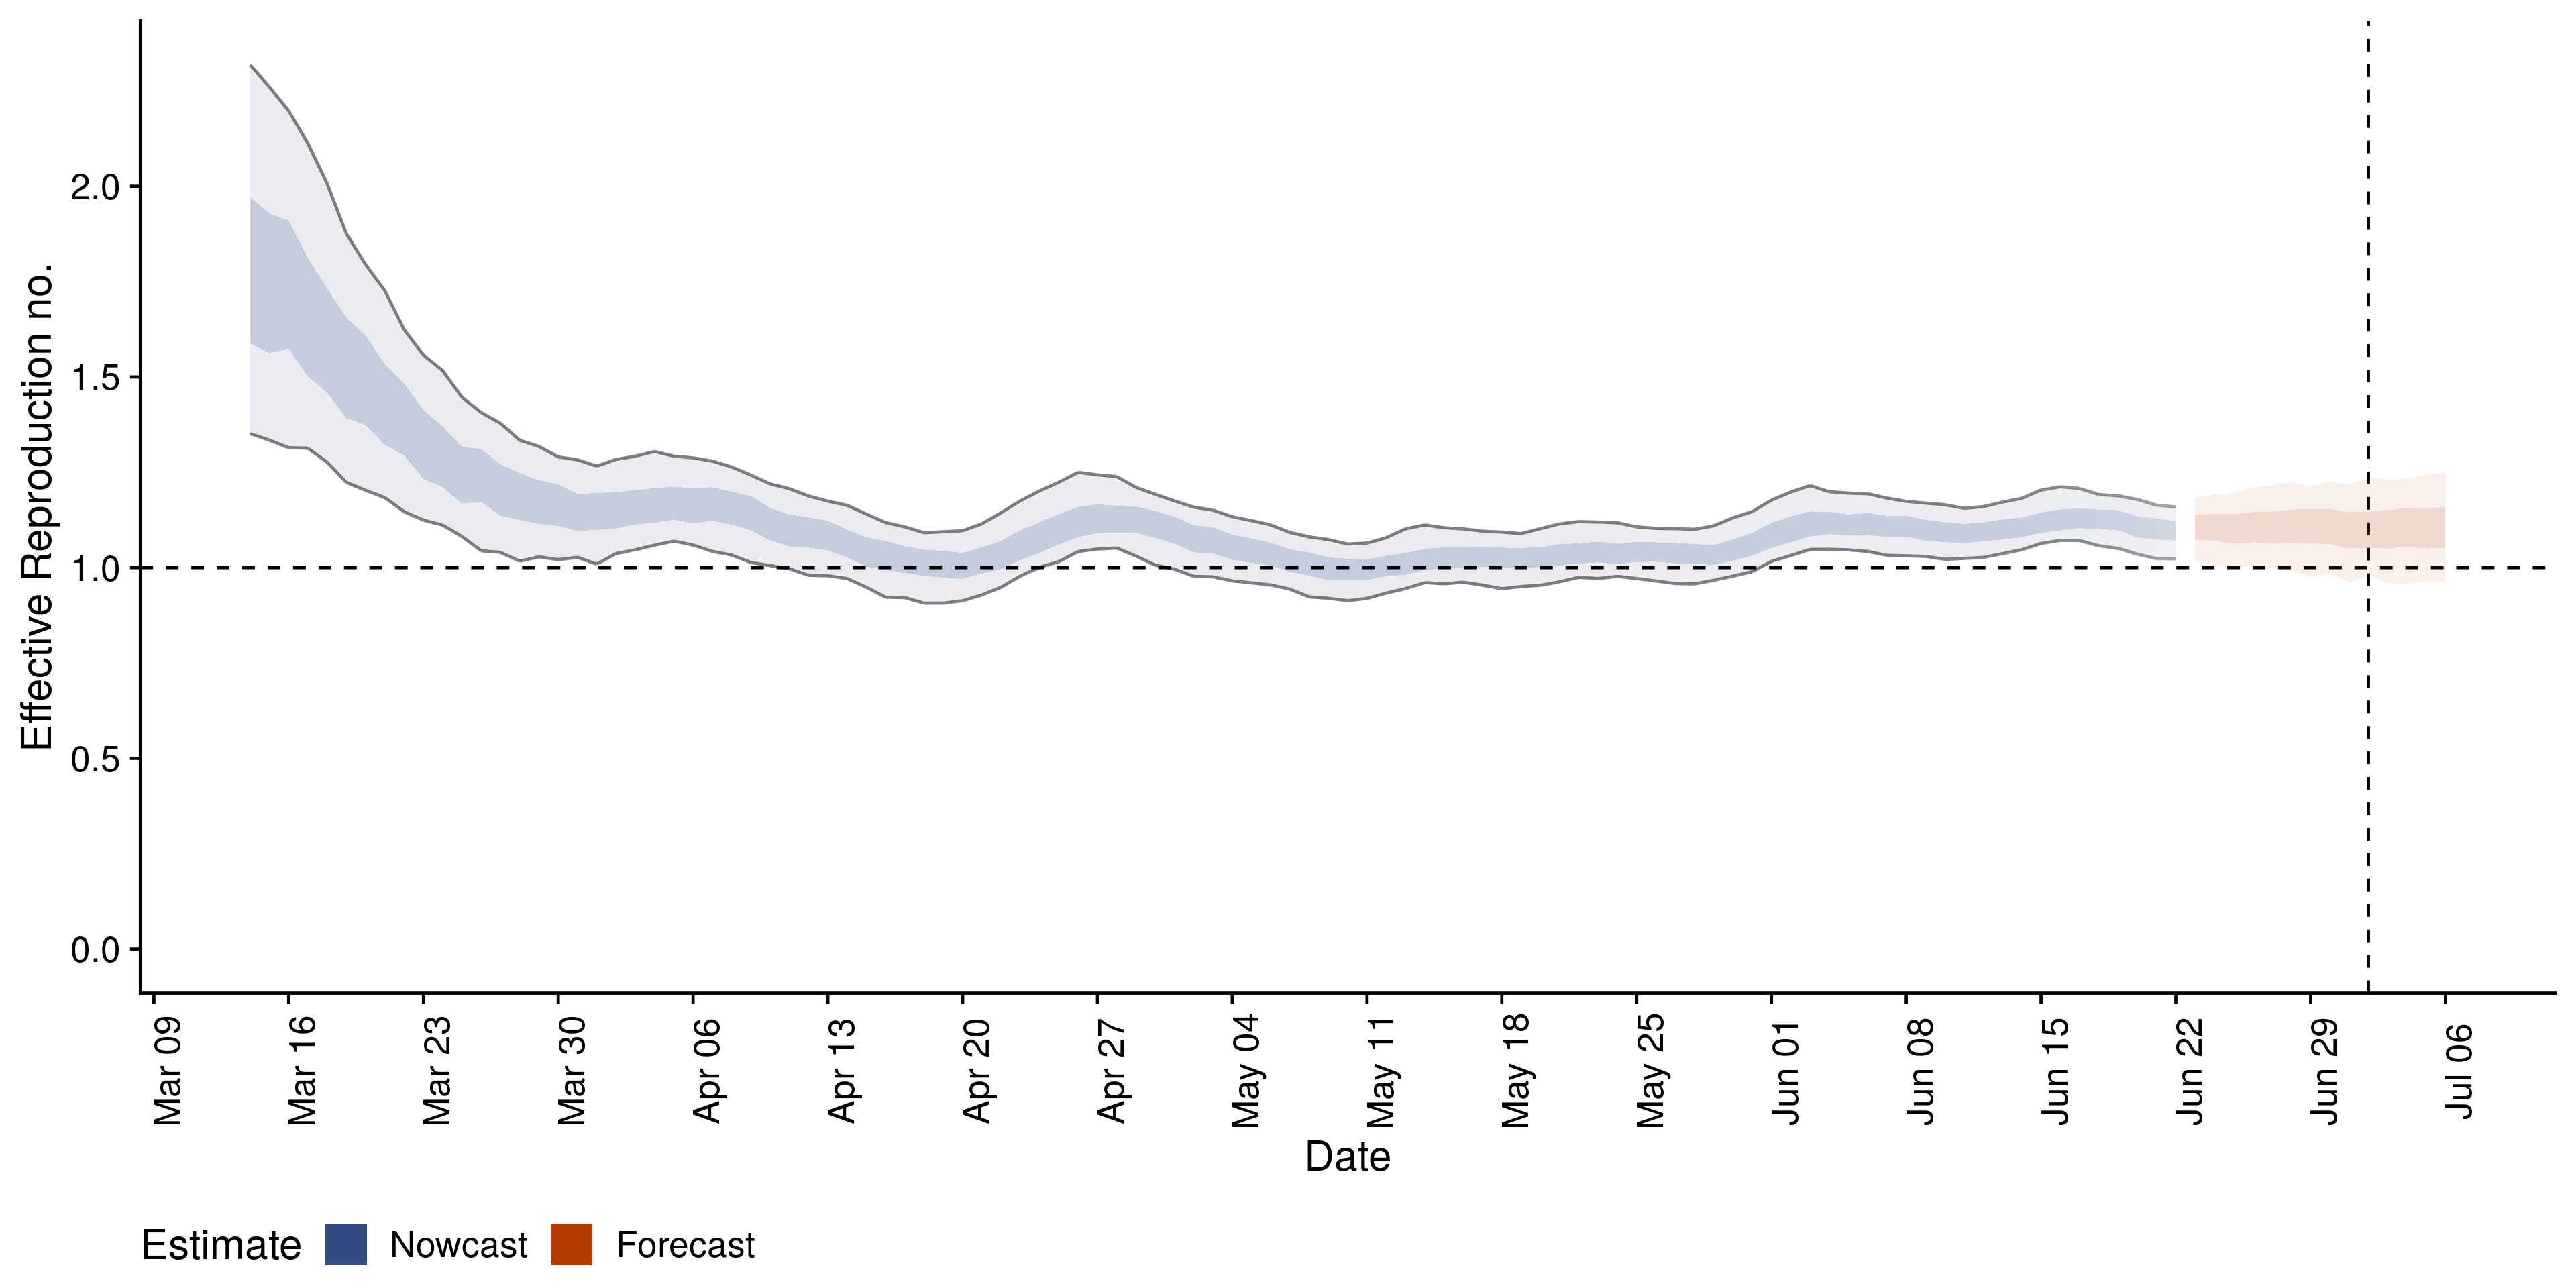 Effective Reproduction no.
2.0
1.5
1.0
0.5
0.0
Mar 09
Mar 16
Mar 23
Mar 30
Apr 06
Apr 13
Apr 20
Apr 27
May 04
May 11
May 18
May 25
Jun 01
Jun 08
Jun 15
Jun 22
Jun 29
Jul 06
Date
Estimate Nowcast Forecast